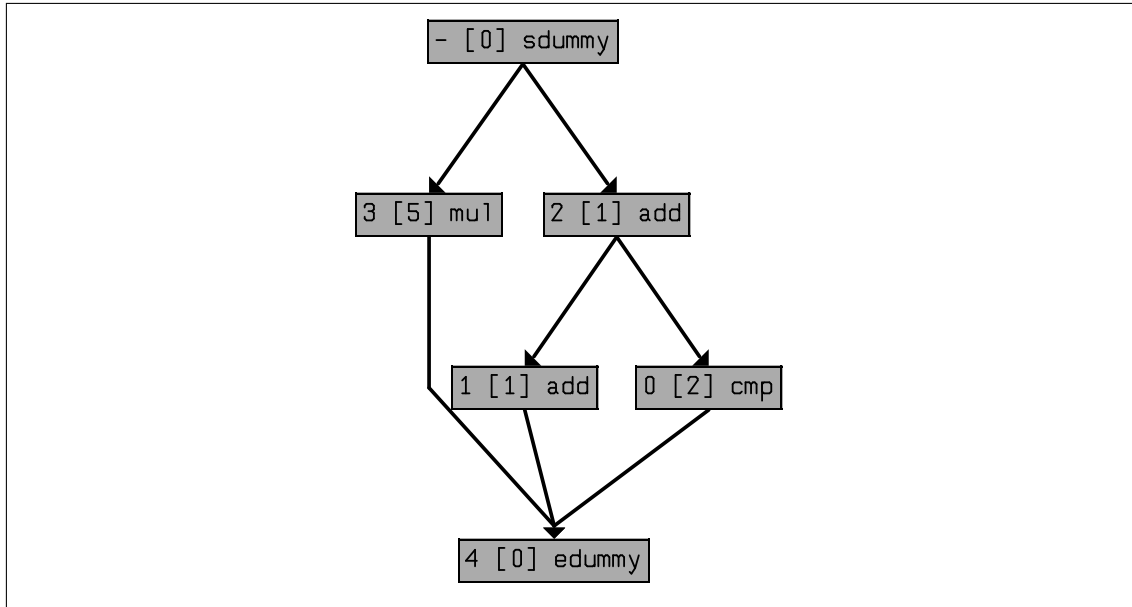 - [0] sdummy
3 [5] mul
2 [1] add
1 [1] add
0 [2] cmp
4 [0] edummy